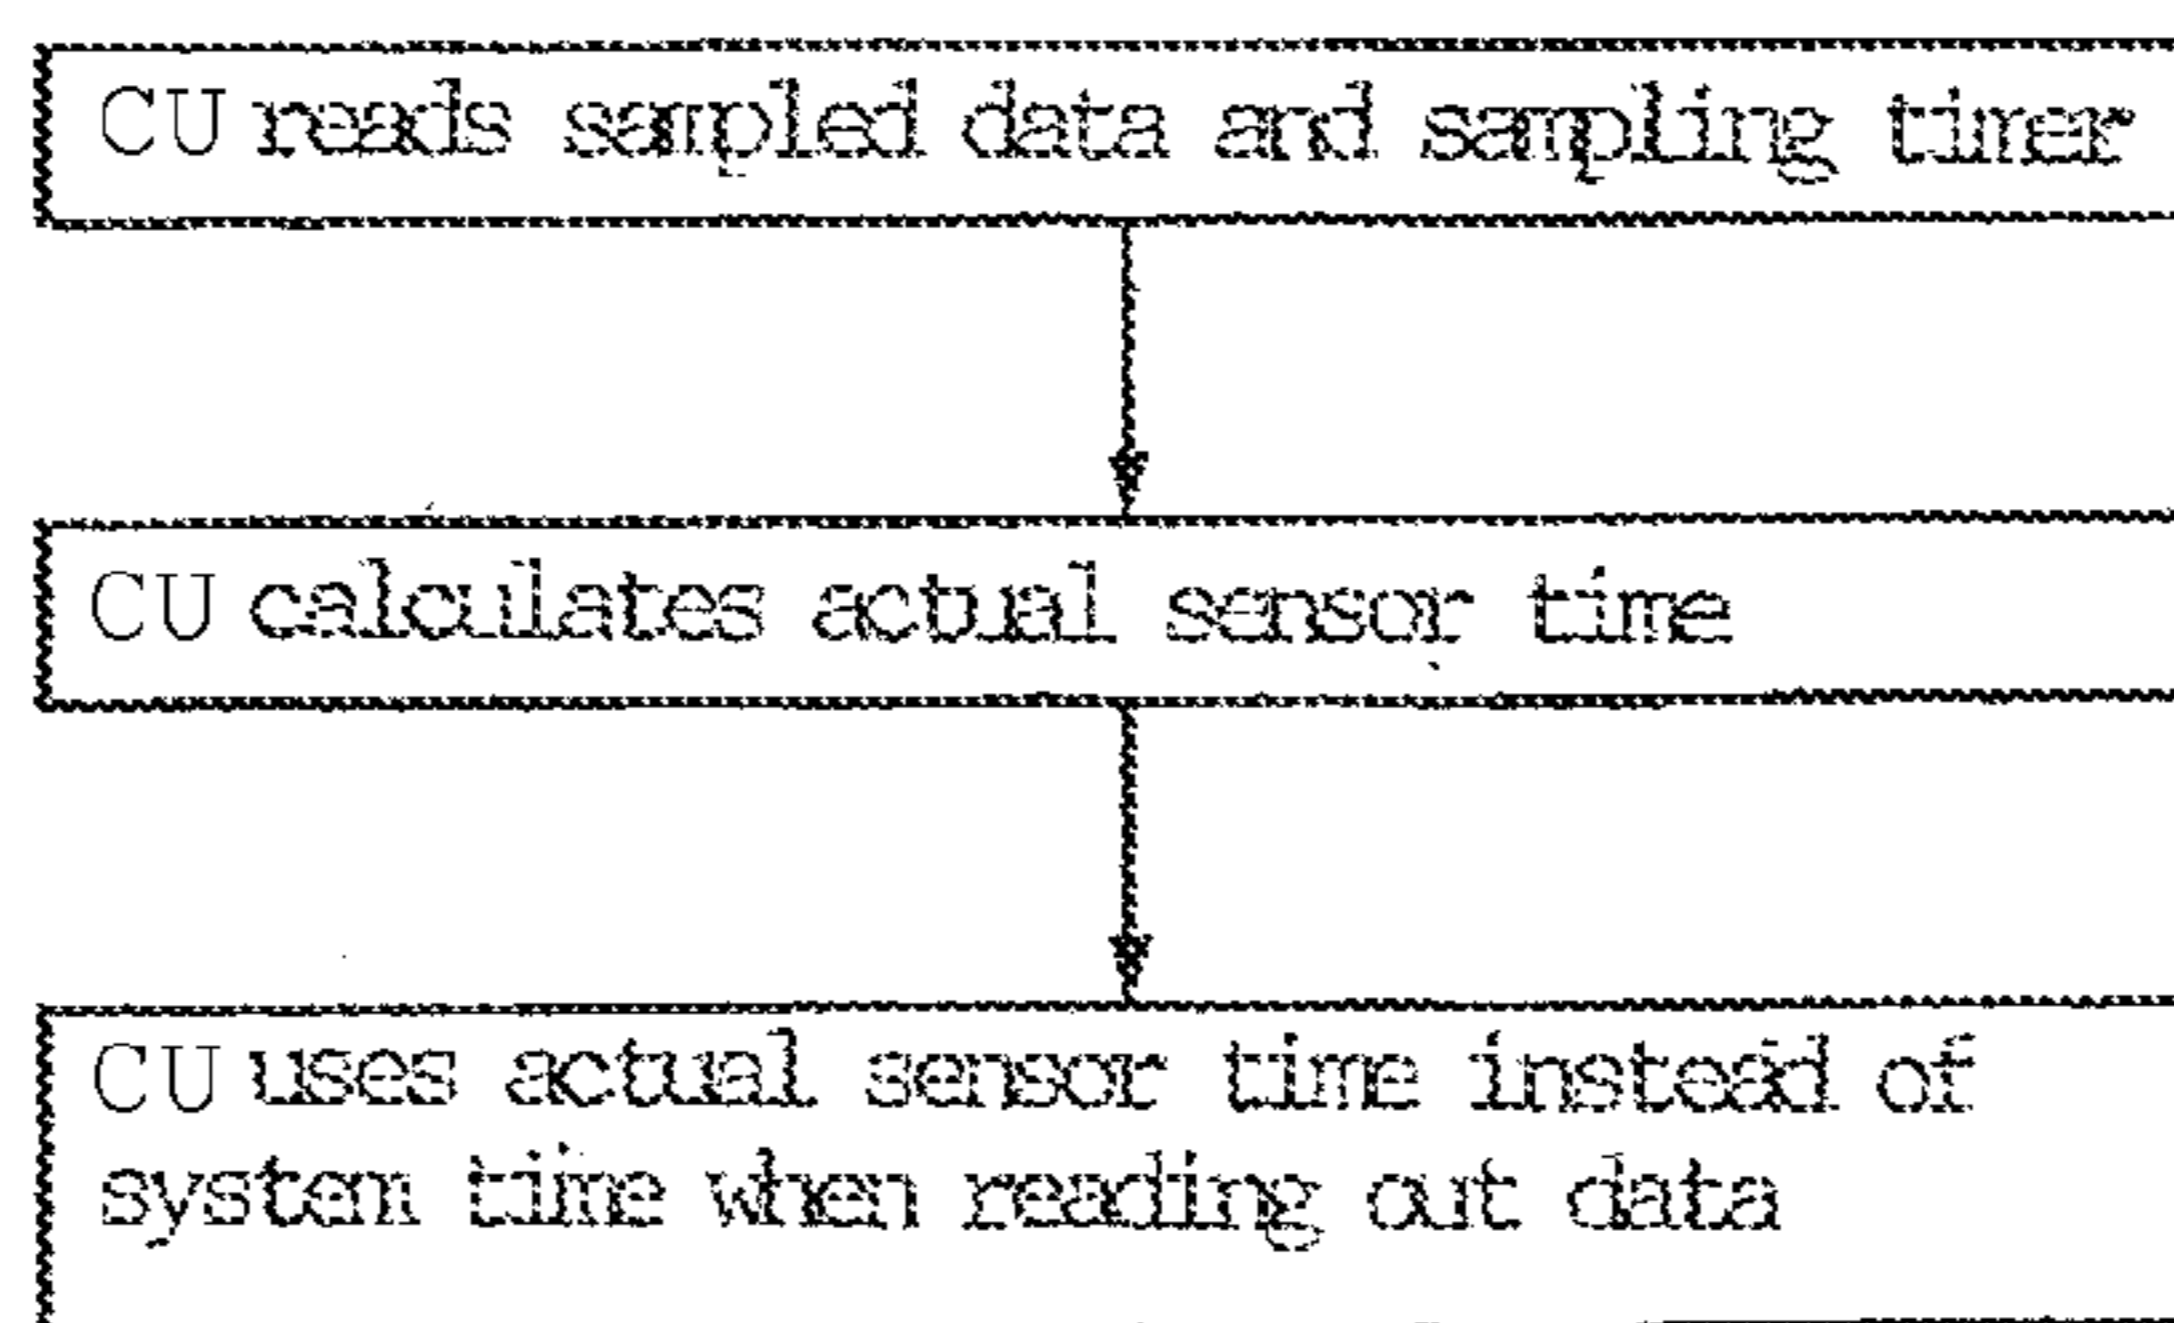 CU reads sampled data and sampling timer
CU calculates actual sensor time
CU uses actual sensor time instead of
system time when reading out data